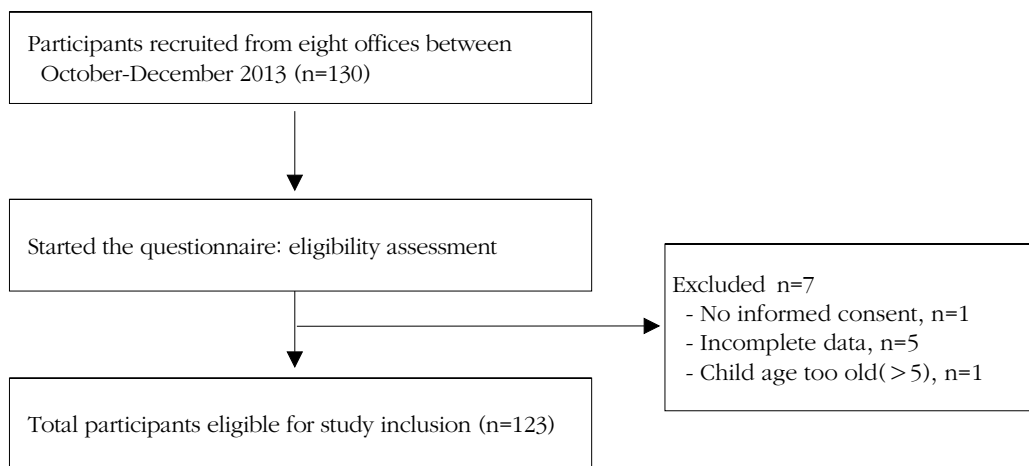 Participants recruited from eight offices between
October-December 2013 (n=130)
Started the questionnaire: eligibility assessment
Excluded n=7
- No informed consent, n=1
- Incomplete data, n=5
- Child age too old(>5), n=1
Total participants eligible for study inclusion (n=123)